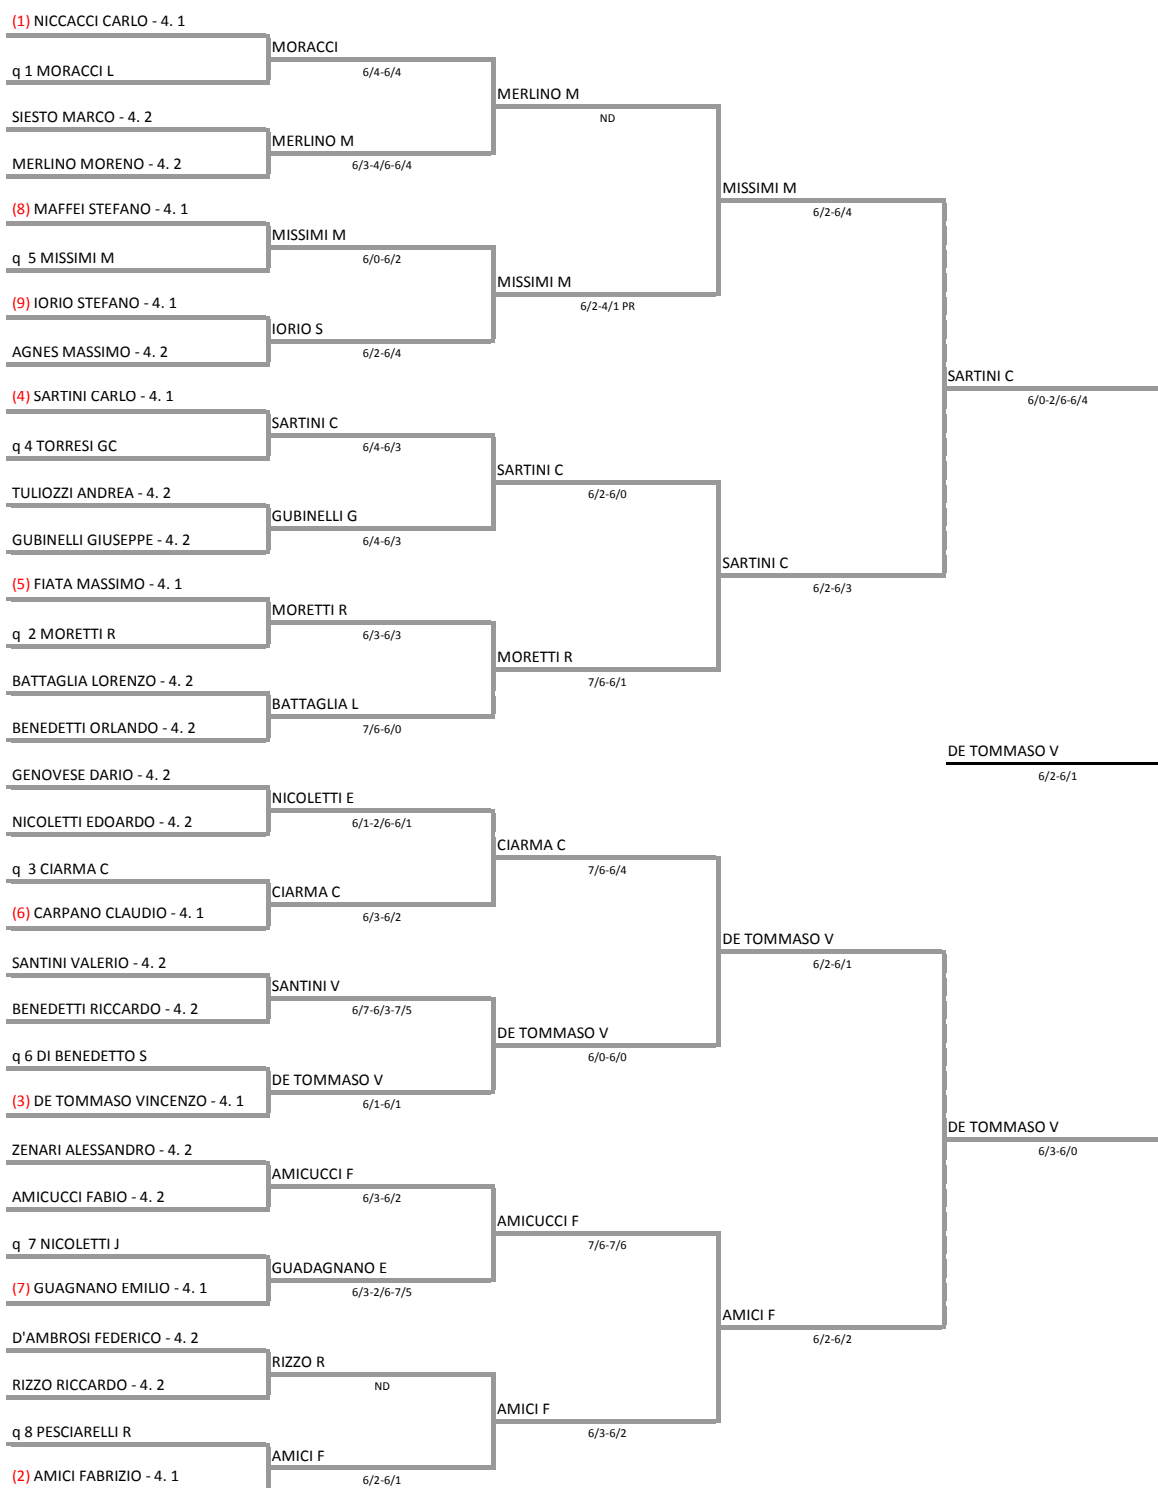 (1) NICCACCI CARLO - 4. 1
MORACCI
q 1 MORACCI L
6/4-6/4
MERLINO M
SIESTO MARCO - 4. 2
ND
MERLINO M
MERLINO MORENO - 4. 2
6/3-4/6-6/4
MISSIMI M
(8) MAFFEI STEFANO - 4. 1
6/2-6/4
MISSIMI M
q 5 MISSIMI M
6/0-6/2
MISSIMI M
(9) IORIO STEFANO - 4. 1
6/2-4/1 PR
IORIO S
AGNES MASSIMO - 4. 2
6/2-6/4
SARTINI C
(4) SARTINI CARLO - 4. 1
6/0-2/6-6/4
SARTINI C
q 4 TORRESI GC
6/4-6/3
SARTINI C
TULIOZZI ANDREA - 4. 2
6/2-6/0
GUBINELLI G
GUBINELLI GIUSEPPE - 4. 2
6/4-6/3
SARTINI C
(5) FIATA MASSIMO - 4. 1
6/2-6/3
MORETTI R
q 2 MORETTI R
6/3-6/3
MORETTI R
BATTAGLIA LORENZO - 4. 2
7/6-6/1
BATTAGLIA L
BENEDETTI ORLANDO - 4. 2
7/6-6/0
DE TOMMASO V
GENOVESE DARIO - 4. 2
6/2-6/1
NICOLETTI E
NICOLETTI EDOARDO - 4. 2
6/1-2/6-6/1
CIARMA C
q 3 CIARMA C
7/6-6/4
CIARMA C
(6) CARPANO CLAUDIO - 4. 1
6/3-6/2
DE TOMMASO V
SANTINI VALERIO - 4. 2
6/2-6/1
SANTINI V
BENEDETTI RICCARDO - 4. 2
6/7-6/3-7/5
DE TOMMASO V
q 6 DI BENEDETTO S
6/0-6/0
DE TOMMASO V
(3) DE TOMMASO VINCENZO - 4. 1
6/1-6/1
DE TOMMASO V
ZENARI ALESSANDRO - 4. 2
6/3-6/0
AMICUCCI F
AMICUCCI FABIO - 4. 2
6/3-6/2
AMICUCCI F
q 7 NICOLETTI J
7/6-7/6
GUADAGNANO E
(7) GUAGNANO EMILIO - 4. 1
6/3-2/6-7/5
AMICI F
D'AMBROSI FEDERICO - 4. 2
6/2-6/2
RIZZO R
RIZZO RICCARDO - 4. 2
ND
AMICI F
q 8 PESCIARELLI R
6/3-6/2
AMICI F
(2) AMICI FABRIZIO - 4. 1
6/2-6/1